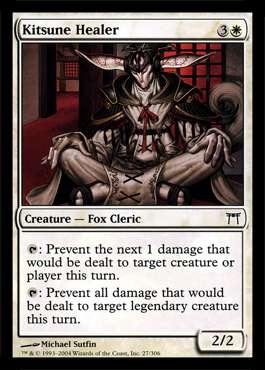 Kitsune Healer 3
Creature — Fox Cleric
: Prevent the next 1 damage that
would be dealt to target creature or
player this turn.
: Prevent all damage that would
be dealt to target legendary creature
this turn.
2/2
Michael Sutfin
™ & © 1993–2004 Wizards of the Coast, Inc. 27/306